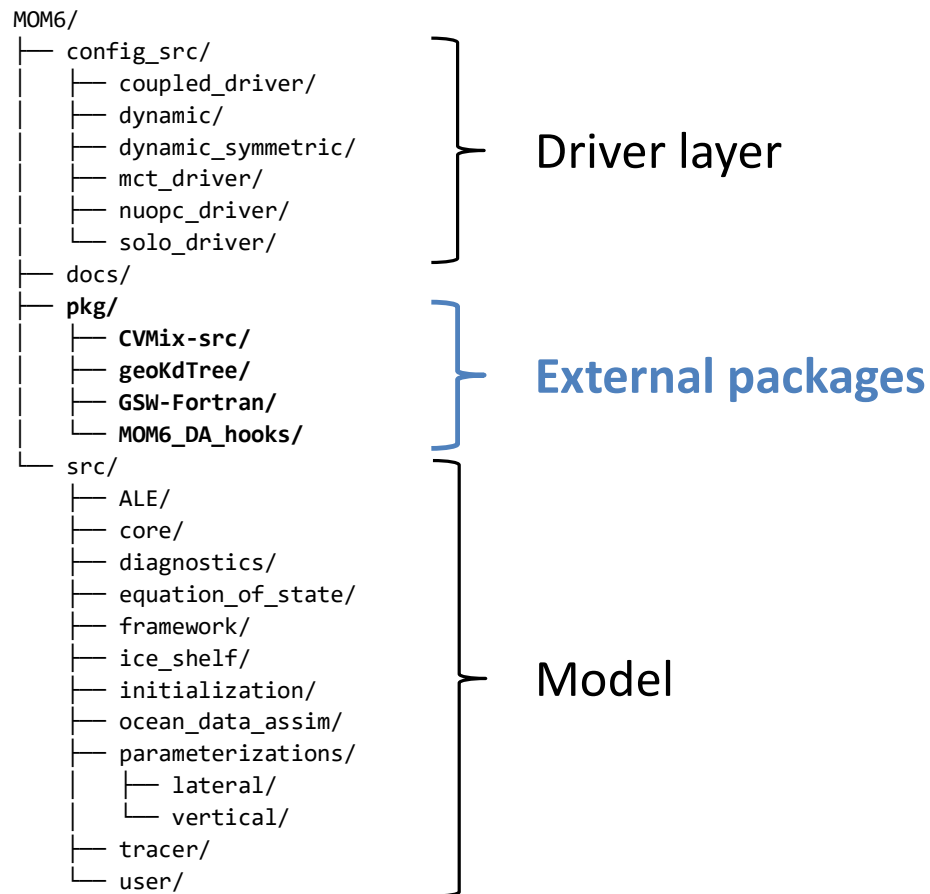 MOM6/
├── config_src/
│   ├── coupled_driver/
│   ├── dynamic/
│   ├── dynamic_symmetric/
│   ├── mct_driver/
│   ├── nuopc_driver/
│   └── solo_driver/
├── docs/
├── pkg/
│   ├── CVMix-src/
│   ├── geoKdTree/
│   ├── GSW-Fortran/
│   └── MOM6_DA_hooks/
└── src/
    ├── ALE/
    ├── core/
    ├── diagnostics/
    ├── equation_of_state/
    ├── framework/
    ├── ice_shelf/
    ├── initialization/
    ├── ocean_data_assim/
    ├── parameterizations/
    │   ├── lateral/
    │   └── vertical/
    ├── tracer/
    └── user/
Driver layer
External packages
Model